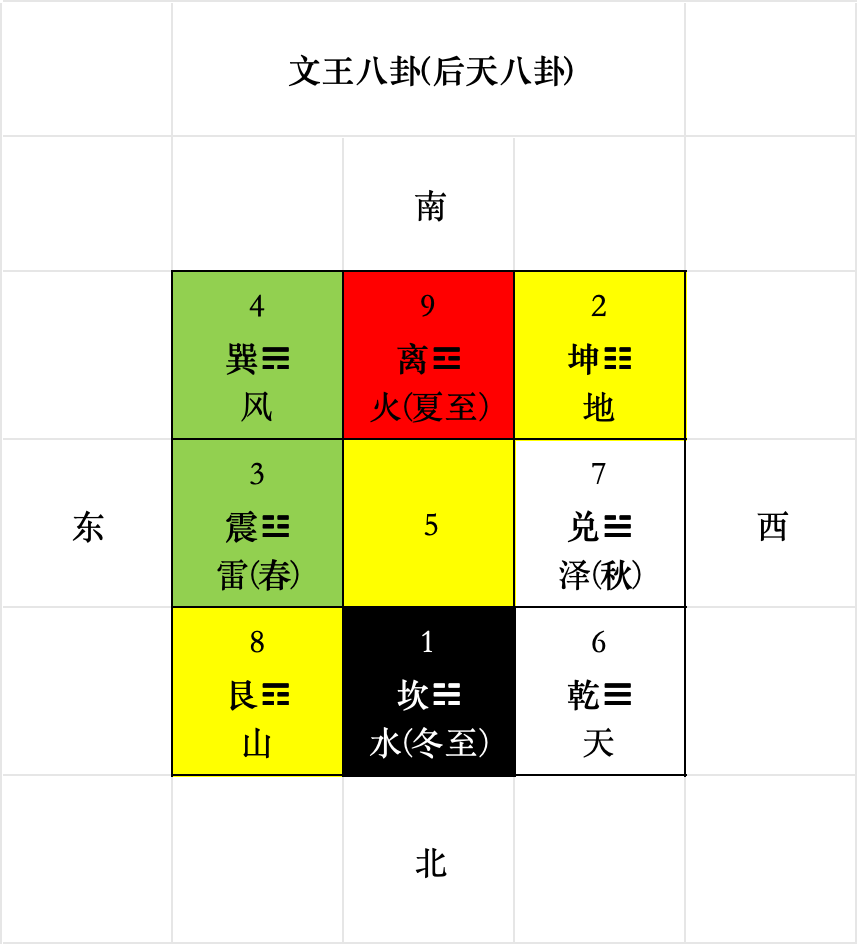 文王八卦(后天八卦)
南
4
巽☴
风
9
离☲
火(夏至)
2
坤☷
地
东
3
震☳
雷(春)
5
7
兑☱
泽(秋)
西
8
艮☶
山
1
坎☵
水(冬至)
6
乾☰
天
北